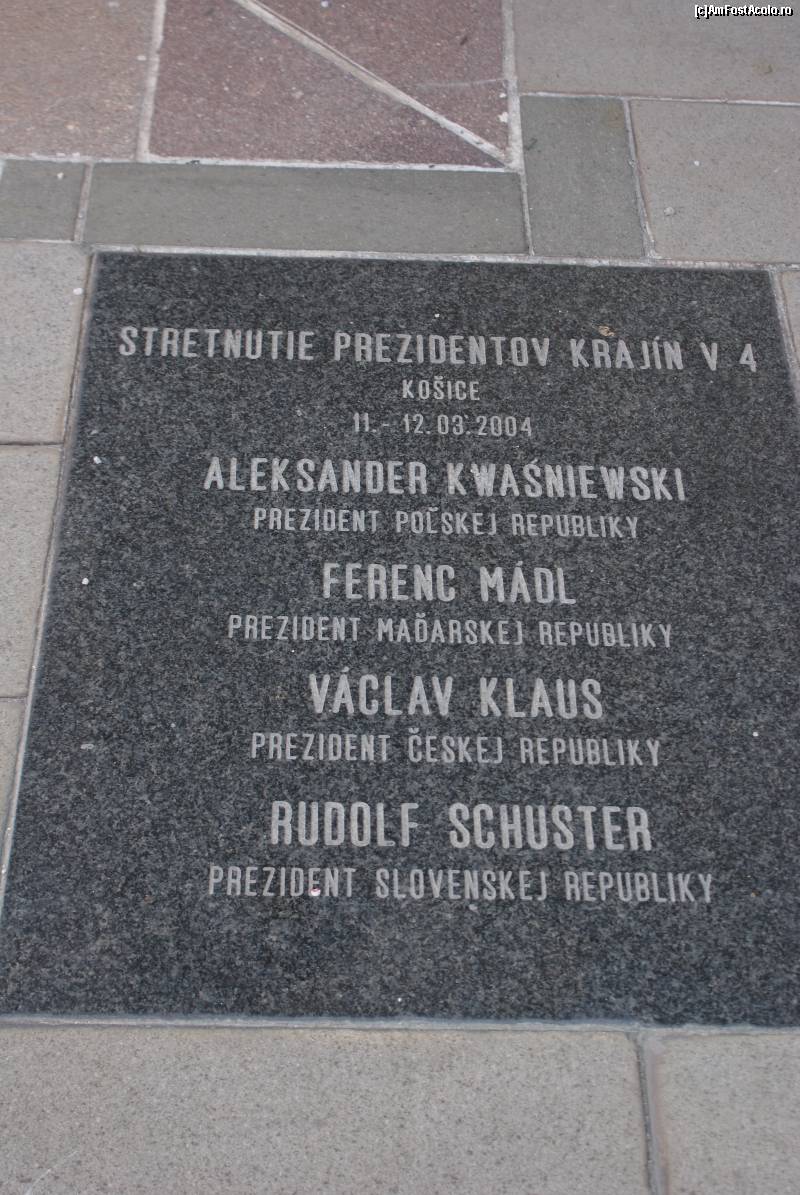 [c]AmFostAcolo.ro
STRETNUTIE PREZIDENTOV KRAJÍN V 4
KOŠICE
11.- 12.03.2004
ALEKSANDER KWAŚNIEWSKI
PREZIDENT POĽSKEJ REPUBLIKY
FERENC MÁDL
PREZIDENT MAĎARSKEJ REPUBLIKY
VÁCLAV KLAUS
PREZIDENT ČESKEJ REPUBLIKY
RUDOLF SCHUSTER
PREZIDENT SLOVENSKEJ REPUBLIKY